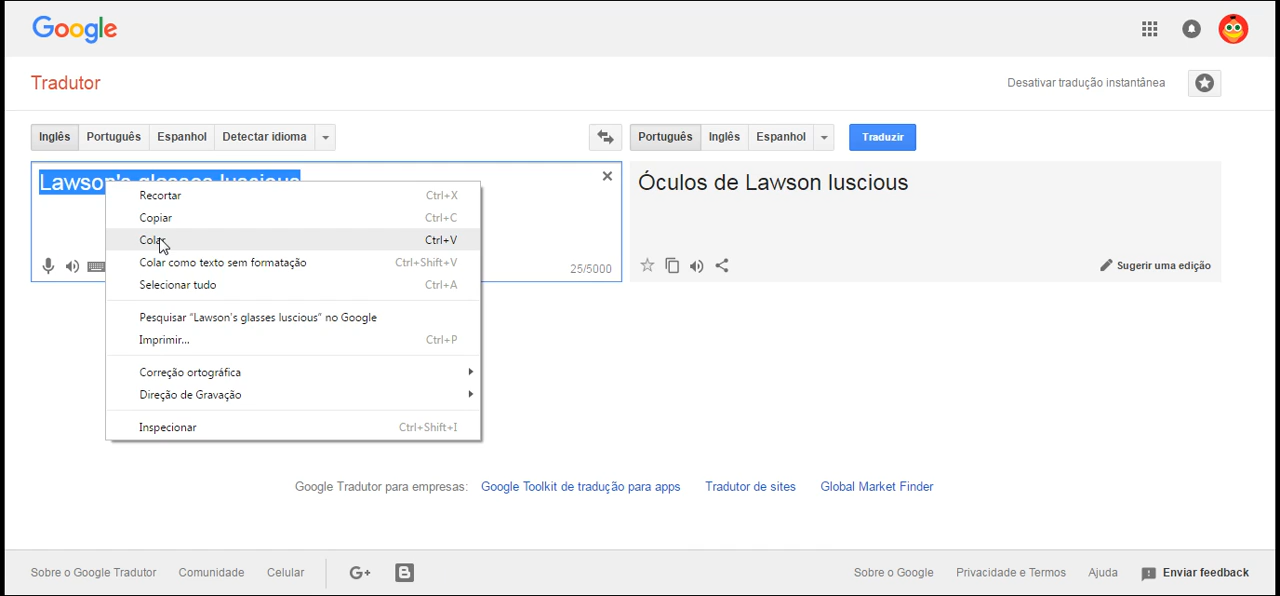 Google
Tradutor
Desativar tradução instantânea
Inglês Português Espanhol Detectar idioma
Português Inglês Espanhol
Traduzir
Lawson's glasses luscious
Óculos de Lawson luscious
Recortar Ctrl+X
Copiar Ctrl+C
Colar Ctrl+V
Colar como texto sem formatação Ctrl+Shift+V
Selecionar tudo Ctrl+A
Pesquisar "Lawson's glasses luscious" no Google
Imprimir... Ctrl+P
Correção ortográfica
Direção de Gravação
Inspecionar Ctrl+Shift+I
25/5000
Sugerir uma edição
Google Tradutor para empresas: Google Toolkit de tradução para apps Tradutor de sites Global Market Finder
Sobre o Google Tradutor Comunidade Celular G+ B
Sobre o Google Privacidade e Termos Ajuda Enviar feedback